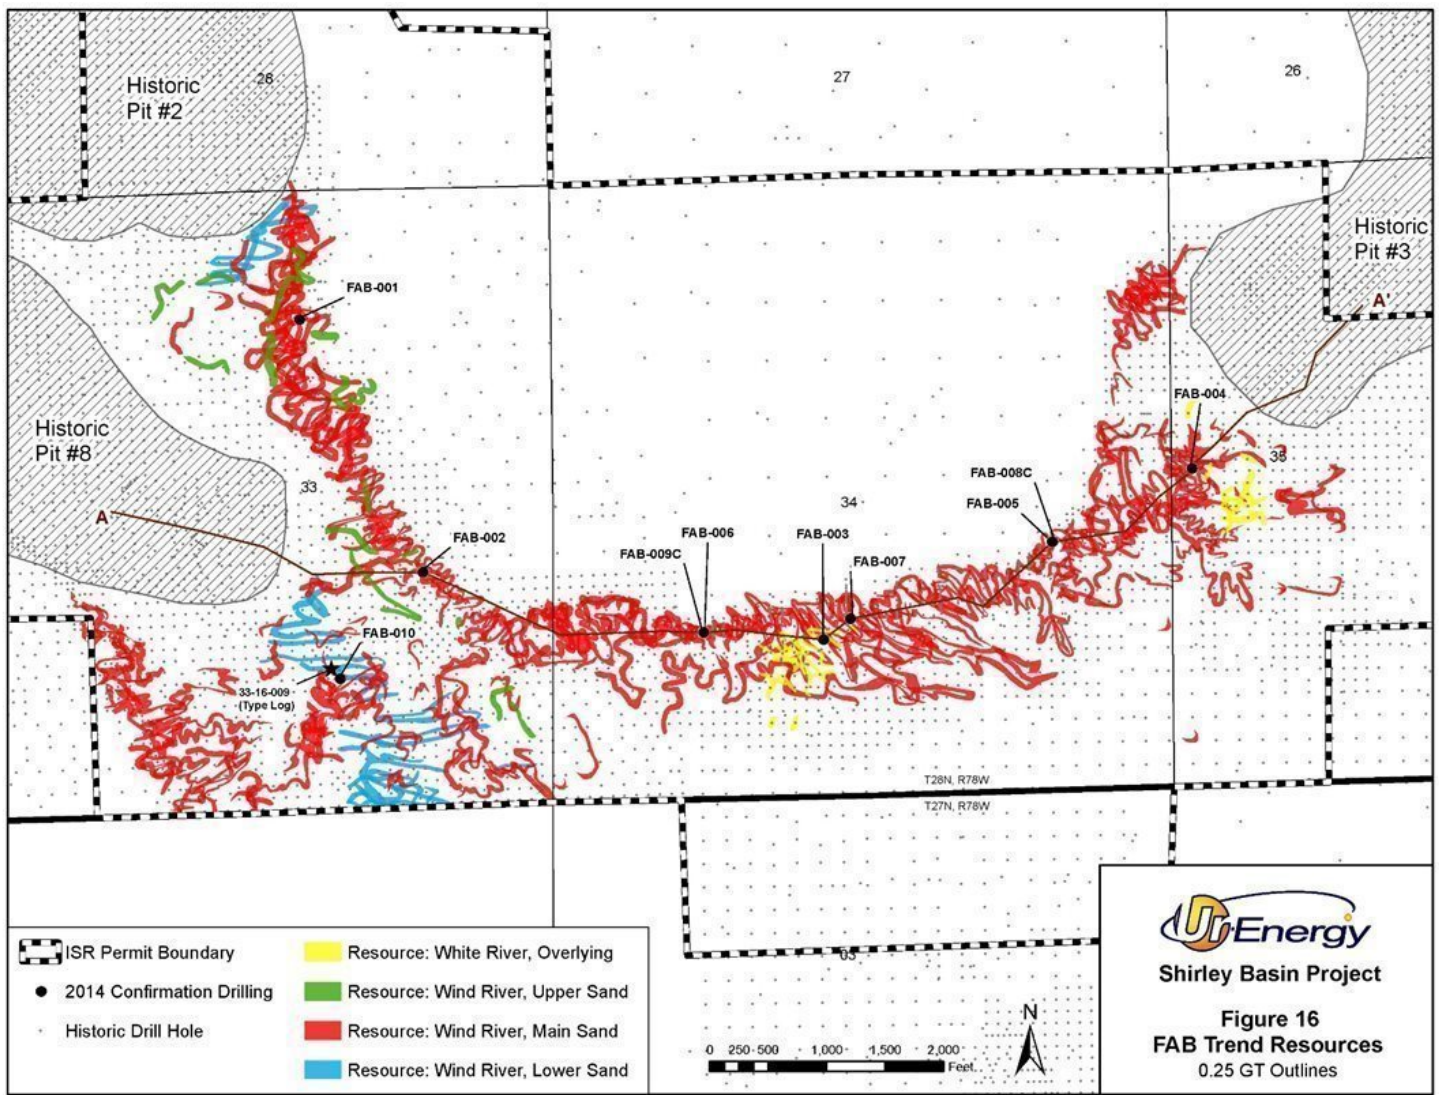 28
27
26
Historic
Pit #2
Historic
Pit #3
A'
FAB-001
FAB-004
Historic
Pit #8
35
33
34
FAB-008C
FAB-005
A
FAB-002
FAB-006
FAB-003
FAB-009C
FAB-007
FAB-010
33-16-009
(Type Log)
T28N, R78W
T27N, R78W
03
ISR Permit Boundary
2014 Confirmation Drilling
Historic Drill Hole
Resource: White River, Overlying
Resource: Wind River, Upper Sand
Resource: Wind River, Main Sand
Resource: Wind River, Lower Sand
0 250 500 1,000 1,500 2,000
Feet
N
Ur Energy
Shirley Basin Project
Figure 16
FAB Trend Resources
0.25 GT Outlines